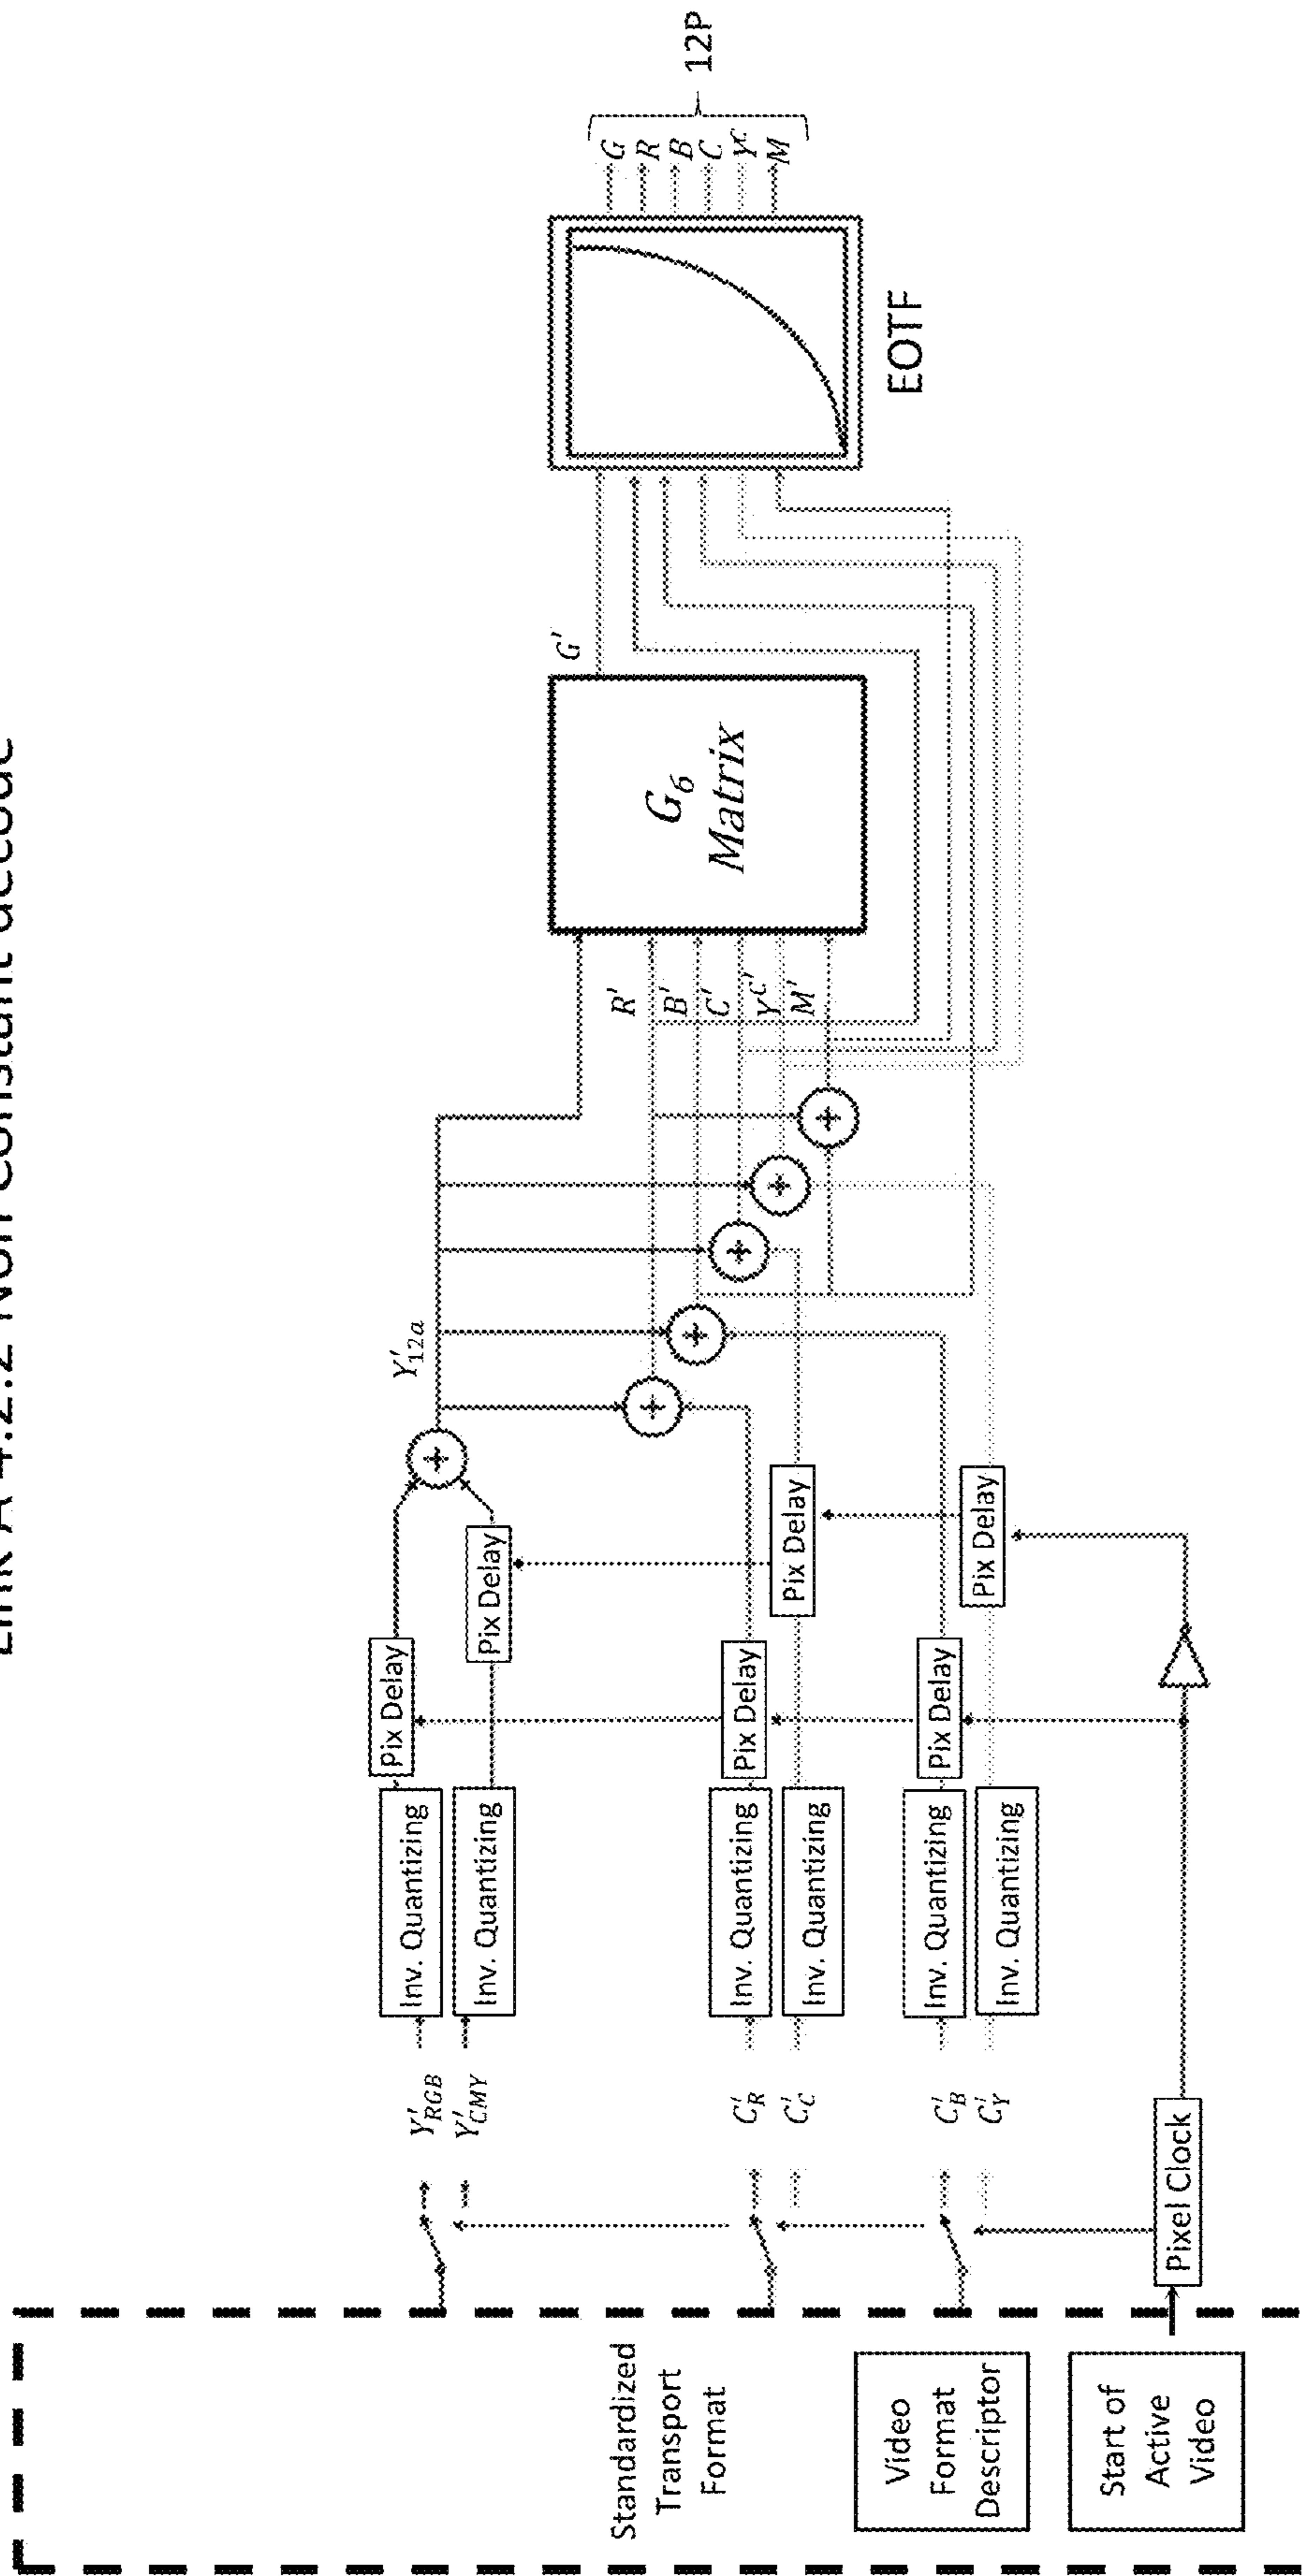 Link A 4:2:2 Non Constant decode
Standardized
Transport
Format
Video
Format
Descriptor
Start of
Active
Video
Pixel Clock
Y'RGB
Y'CMY
C'R
C'C
C'B
C'Y
Inv. Quantizing
Inv. Quantizing
Inv. Quantizing
Inv. Quantizing
Inv. Quantizing
Inv. Quantizing
Pix Delay
Pix Delay
Pix Delay
Pix Delay
Pix Delay
Pix Delay
+
+
+
+
+
+
Y'12a
R'
B'
C'
YC'
M'
G6
Matrix
G'
EOTF
G
R
B
C
YC
M
12P